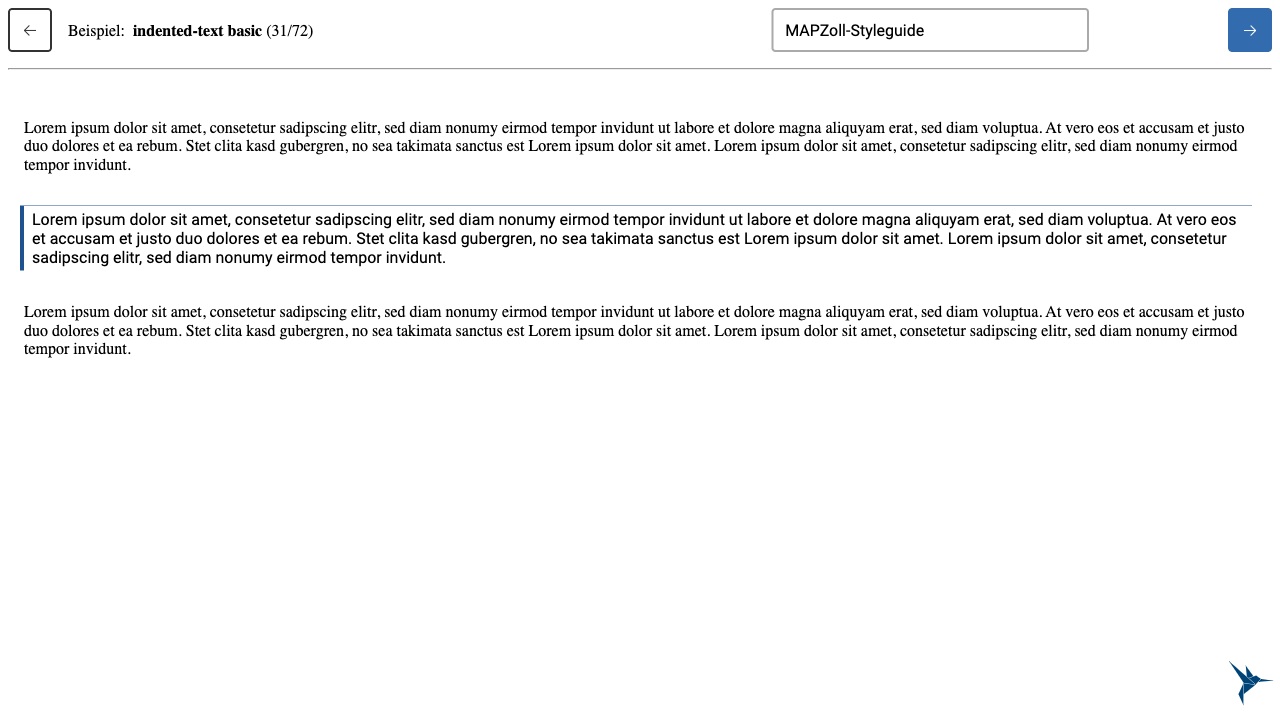 Beispiel: indented-text basic (31/72)
MAPZoll-Styleguide
Lorem ipsum dolor sit amet, consetetur sadipscing elitr, sed diam nonumy eirmod tempor invidunt ut labore et dolore magna aliquyam erat, sed diam voluptua. At vero eos et accusam et justo
duo dolores et ea rebum. Stet clita kasd gubergren, no sea takimata sanctus est Lorem ipsum dolor sit amet. Lorem ipsum dolor sit amet, consetetur sadipscing elitr, sed diam nonumy eirmod
tempor invidunt.
Lorem ipsum dolor sit amet, consetetur sadipscing elitr, sed diam nonumy eirmod tempor invidunt ut labore et dolore magna aliquyam erat, sed diam voluptua. At vero eos
et accusam et justo duo dolores et ea rebum. Stet clita kasd gubergren, no sea takimata sanctus est Lorem ipsum dolor sit amet. Lorem ipsum dolor sit amet, consetetur
sadipscing elitr, sed diam nonumy eirmod tempor invidunt.
Lorem ipsum dolor sit amet, consetetur sadipscing elitr, sed diam nonumy eirmod tempor invidunt ut labore et dolore magna aliquyam erat, sed diam voluptua. At vero eos et accusam et justo
duo dolores et ea rebum. Stet clita kasd gubergren, no sea takimata sanctus est Lorem ipsum dolor sit amet. Lorem ipsum dolor sit amet, consetetur sadipscing elitr, sed diam nonumy eirmod
tempor invidunt.